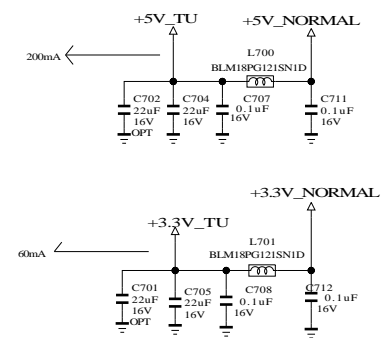 +5V_TU
+5V_NORMAL
200mA
L700
BLM18PG121SN1D
C702
22uF
16V
OPT
C704
22uF
16V
C707
0.1uF
16V
C711
0.1uF
16V
+3.3V_NORMAL
+3.3V_TU
60mA
L701
BLM18PG121SN1D
C701
22uF
16V
OPT
C705
22uF
16V
C708
0.1uF
16V
C712
0.1uF
16V